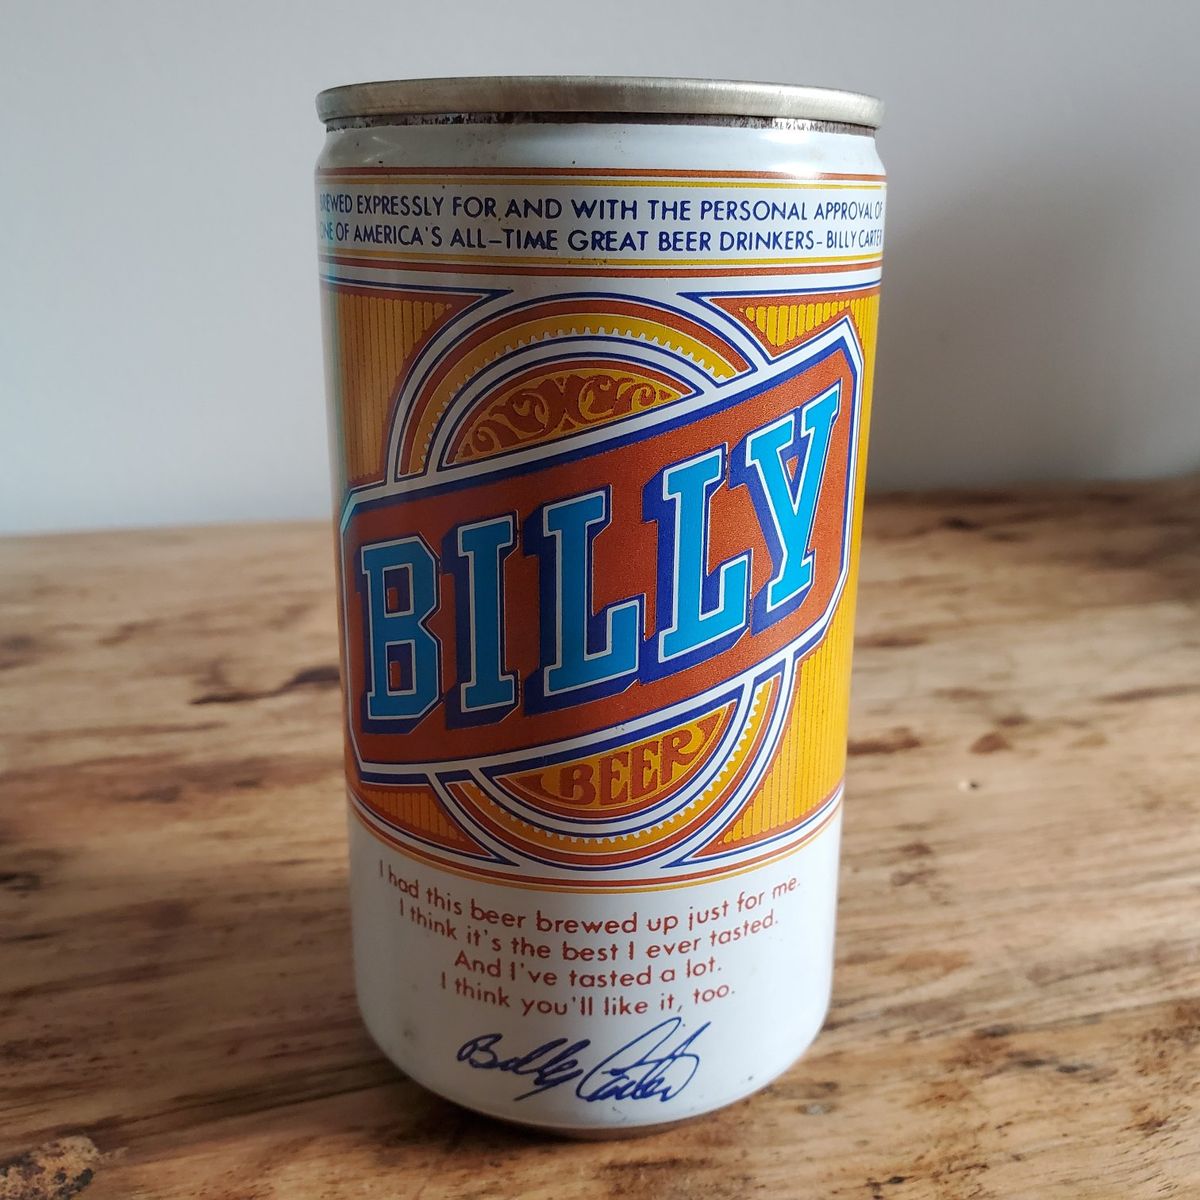 BREWED EXPRESSLY FOR AND WITH THE PERSONAL APPROVAL OF
ONE OF AMERICA'S ALL-TIME GREAT BEER DRINKERS-BILLY CARTER
BILLY
BEER
I had this beer brewed up just for me.
I think it's the best I ever tasted.
And I've tasted a lot.
I think you'll like it, too.
Billy Carter